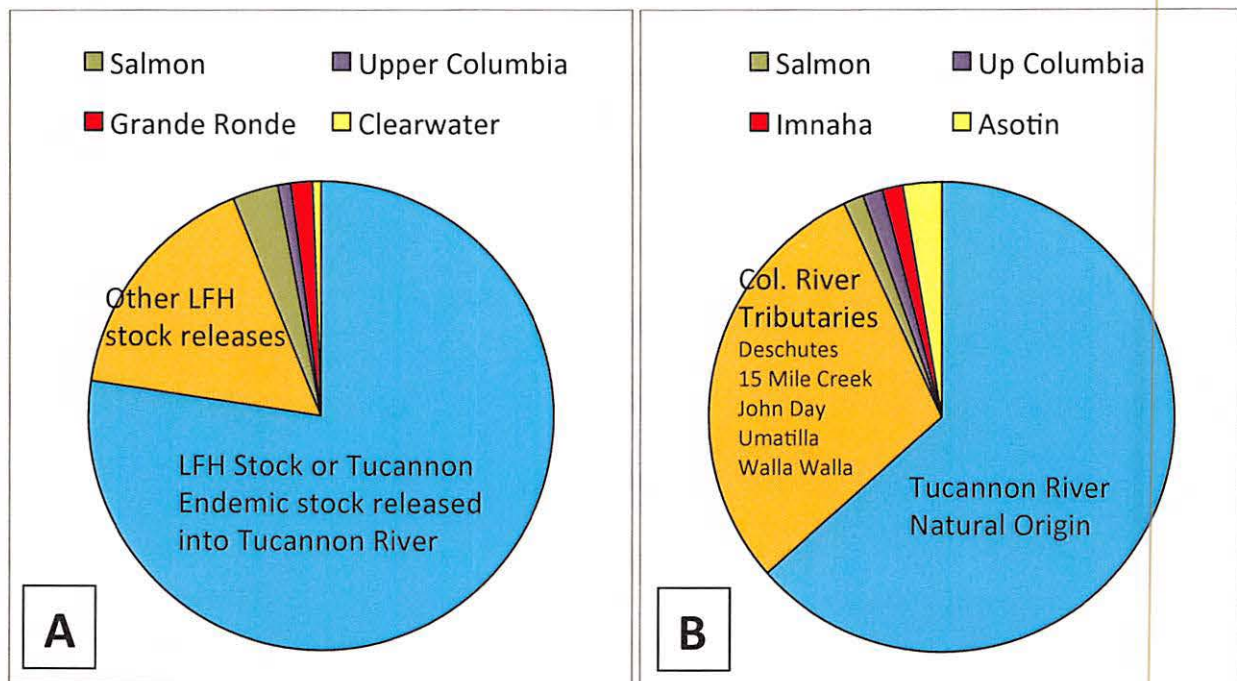 Salmon
Upper Columbia
Grande Ronde
Clearwater
Other LFH
stock releases
LFH Stock or Tucannon
Endemic stock released
into Tucannon River
A
Salmon
Up Columbia
Imnaha
Asotin
Col. River
Tributaries
Deschutes
15 Mile Creek
John Day
Umatilla
Walla Walla
Tucannon River
Natural Origin
B